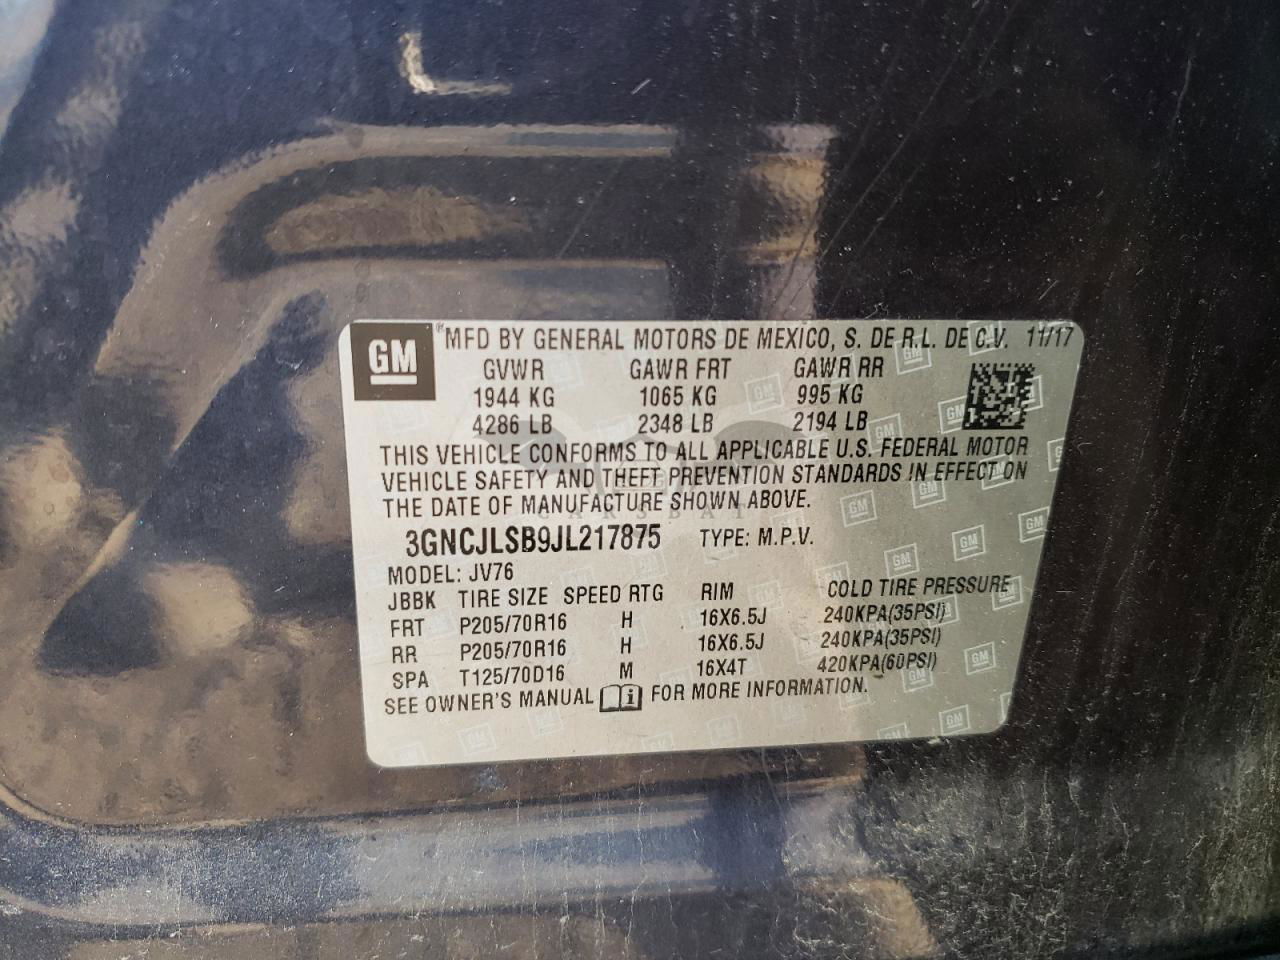 GM ® MFD BY GENERAL MOTORS DE MEXICO, S. DE R.L. DE C.V. 11/17
GVWR GAWR FRT GAWR RR
1944 KG 1065 KG 995 KG
4286 LB 2348 LB 2194 LB
THIS VEHICLE CONFORMS TO ALL APPLICABLE U.S. FEDERAL MOTOR
VEHICLE SAFETY AND THEFT PREVENTION STANDARDS IN EFFECT ON
THE DATE OF MANUFACTURE SHOWN ABOVE.
CARSBAT
3GNCJLSB9JL217875 TYPE: M.P.V.
MODEL: JV76
JBBK TIRE SIZE SPEED RTG RIM COLD TIRE PRESSURE
FRT P205/70R16 H 16X6.5J 240KPA(35PSI)
RR P205/70R16 H 16X6.5J 240KPA(35PSI)
SPA T125/70D16 M 16X4T 420KPA(60PSI)
SEE OWNER'S MANUAL i FOR MORE INFORMATION.